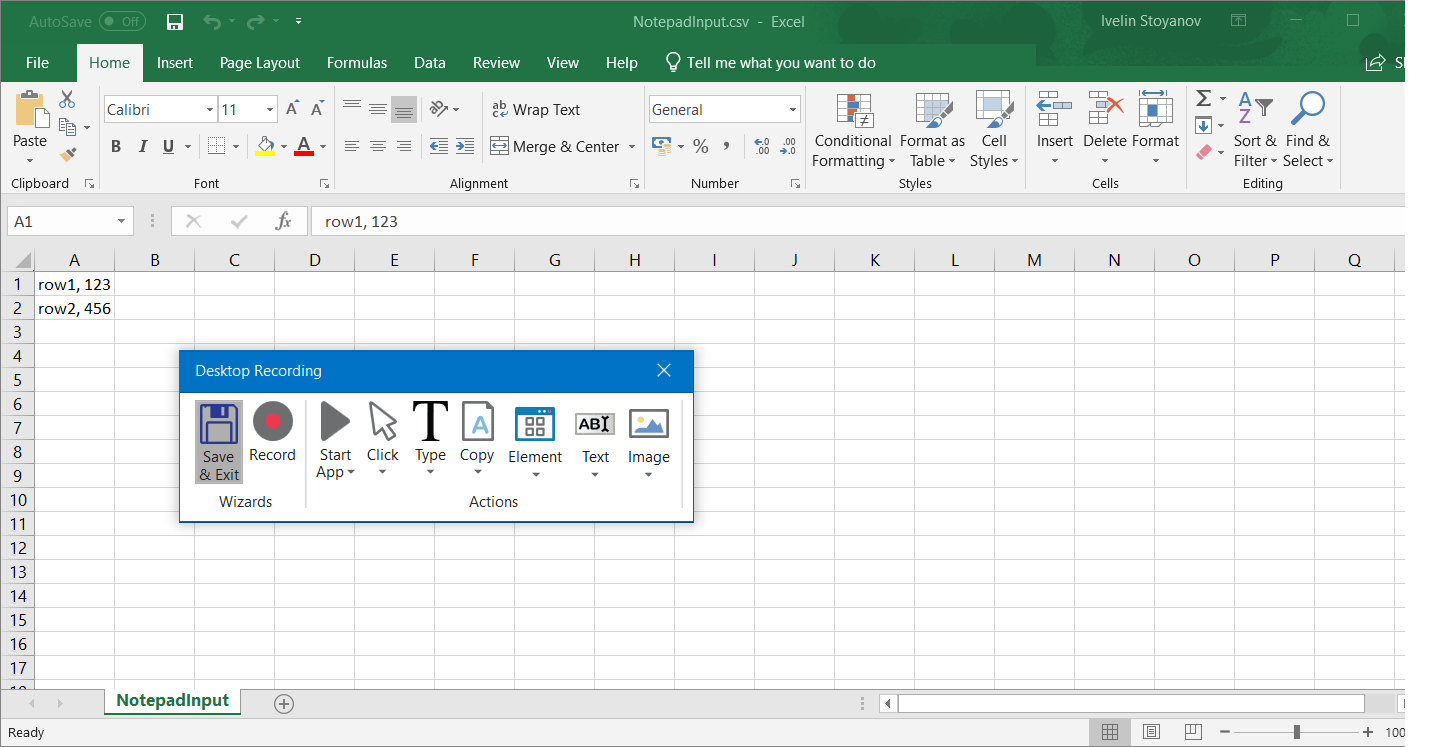 AutoSave Off NotepadInput.csv - Excel Ivelin Stoyanov
File Home Insert Page Layout Formulas Data Review View Help Tell me what you want to do
Calibri 11 Wrap Text General
Paste B I U A Merge & Center % , Conditional Formatting Format as Table Cell Styles Insert Delete Format Sort & Filter Find & Select
Clipboard Font Alignment Number Styles Cells Editing
A1 fx row1, 123
A B C D E F G H I J K L M N O P Q
1 row1, 123
2 row2, 456
3
4
5
6
7
8
9
10
11
12
13
14
15
16
17
Desktop Recording
Save & Exit Record Start App Click Type Copy Element Text Image
Wizards Actions
NotepadInput
Ready